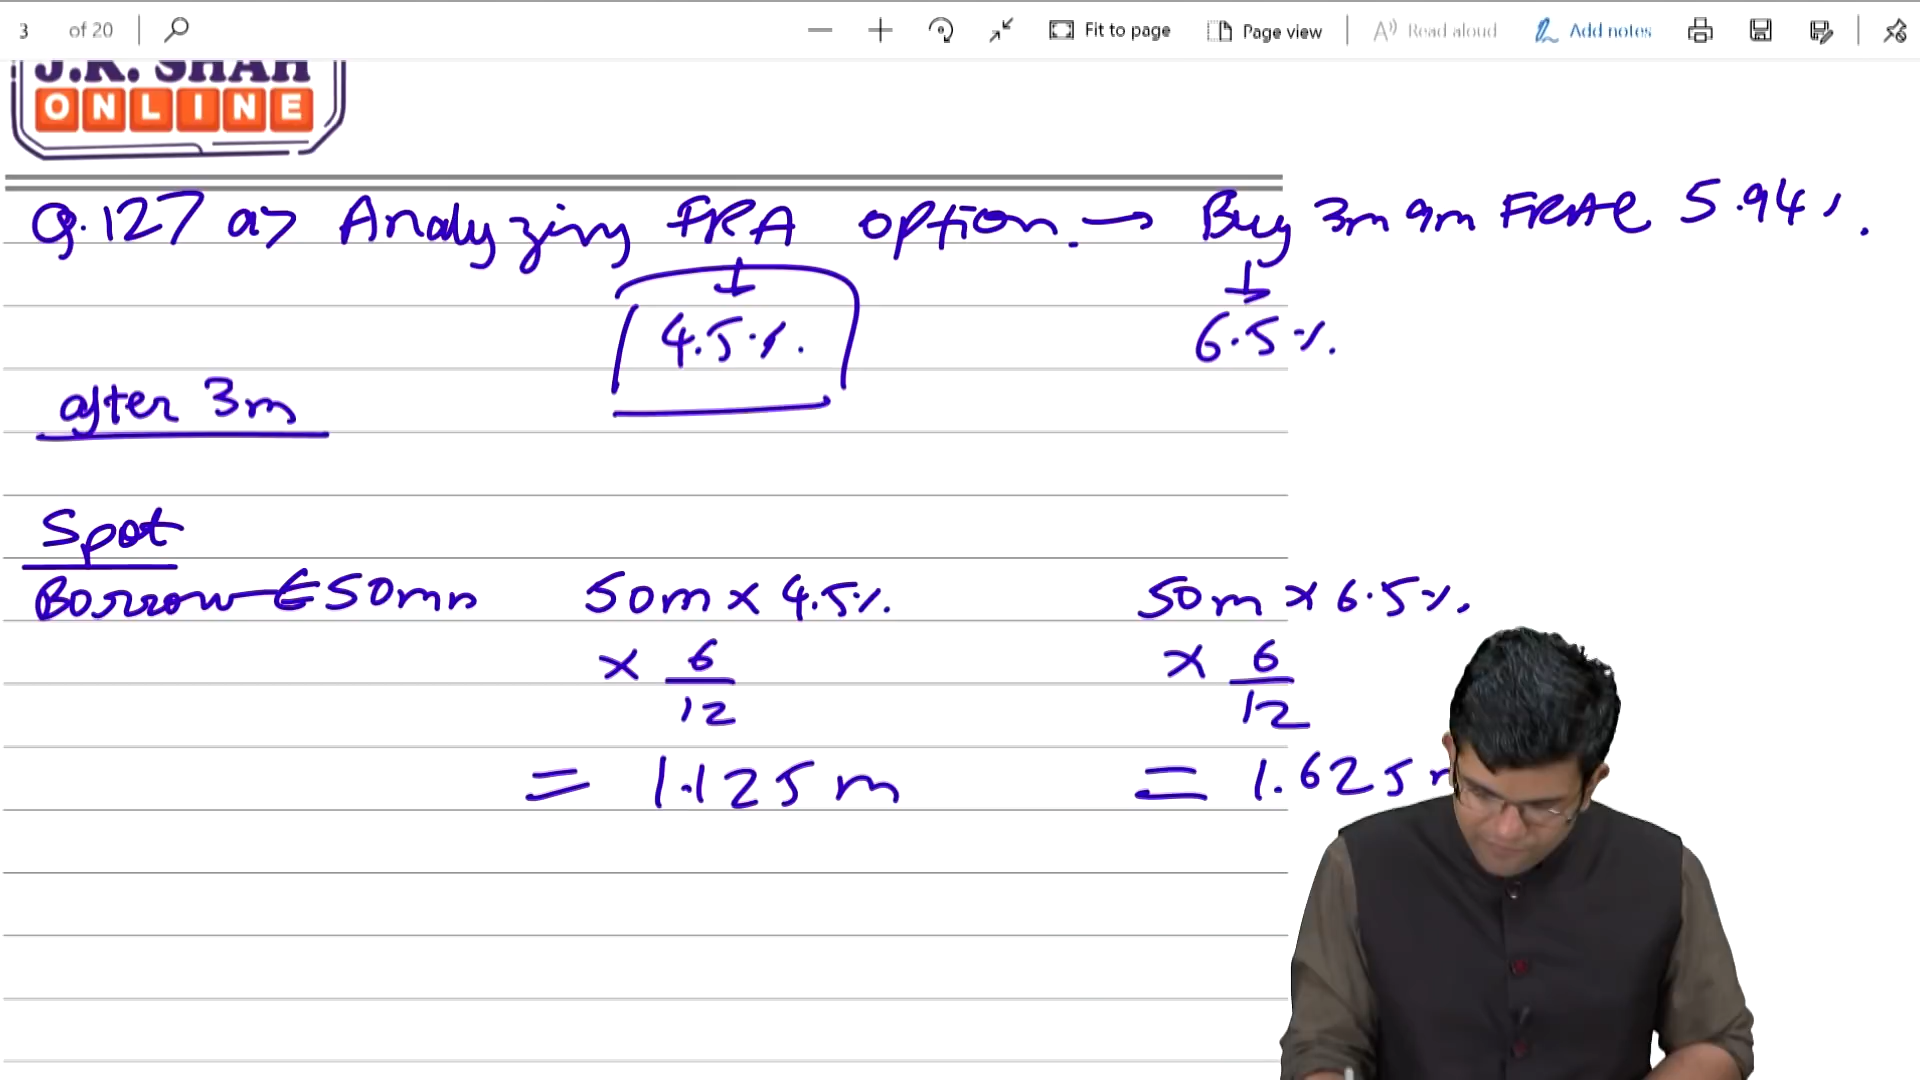 3 of 20 Fit to page Page view Read aloud Add notes
J.K. SHAH
ONLINE
Q.127 a> Analyzing FRA option. → Buy 3m 9m FRA @ 5.94%.
4.5%. 6.5%.
after 3m
Spot
Borrow € 50mn 50m × 4.5%. 50m × 6.5%.
× 6/12 × 6/12
= 1.125 m = 1.625 m